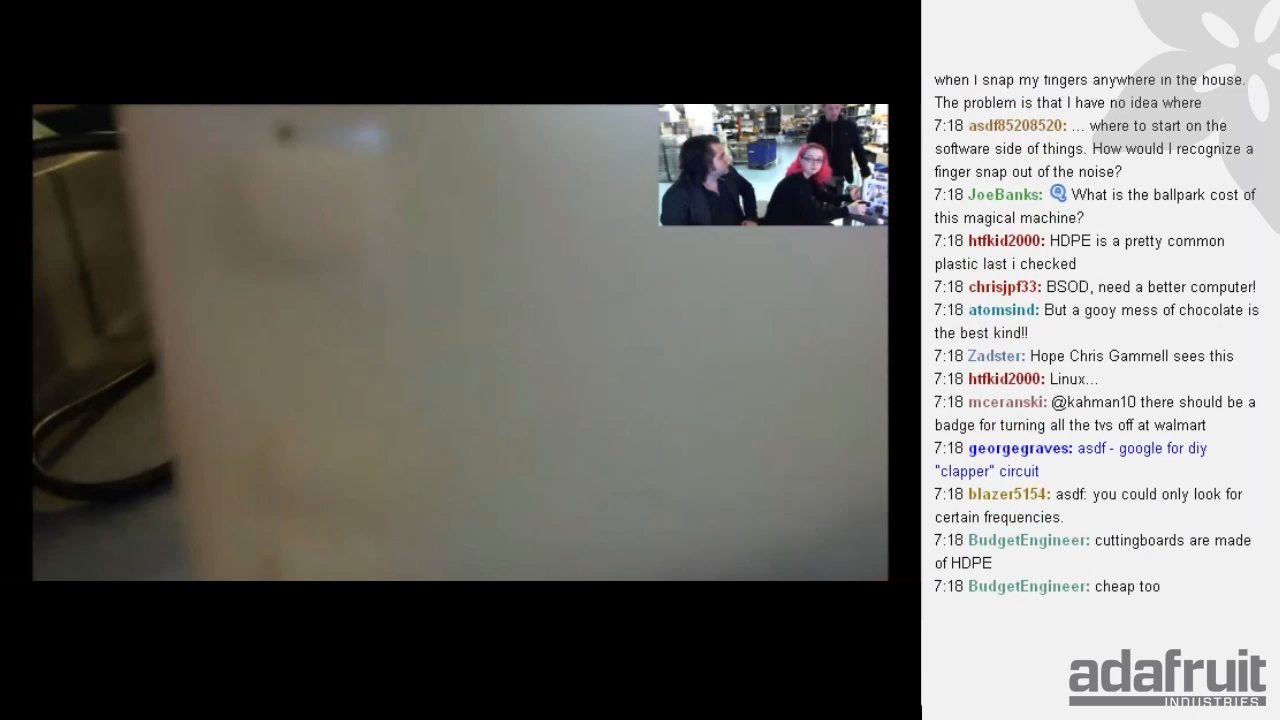 when I snap my fingers anywhere in the house.
The problem is that I have no idea where
7:18 asdf85208520: ... where to start on the
software side of things. How would I recognize a
finger snap out of the noise?
7:18 JoeBanks: What is the ballpark cost of
this magical machine?
7:18 htfkid2000: HDPE is a pretty common
plastic last i checked
7:18 chrisjpf33: BSOD, need a better computer!
7:18 atomsind: But a gooy mess of chocolate is
the best kind!!
7:18 Zadster: Hope Chris Gammell sees this
7:18 htfkid2000: Linux...
7:18 mceranski: @kahman10 there should be a
badge for turning all the tvs off at walmart
7:18 georgegraves: asdf - google for diy
"clapper" circuit
7:18 blazer5154: asdf: you could only look for
certain frequencies.
7:18 BudgetEngineer: cuttingboards are made
of HDPE
7:18 BudgetEngineer: cheap too
adafruit
INDUSTRIES